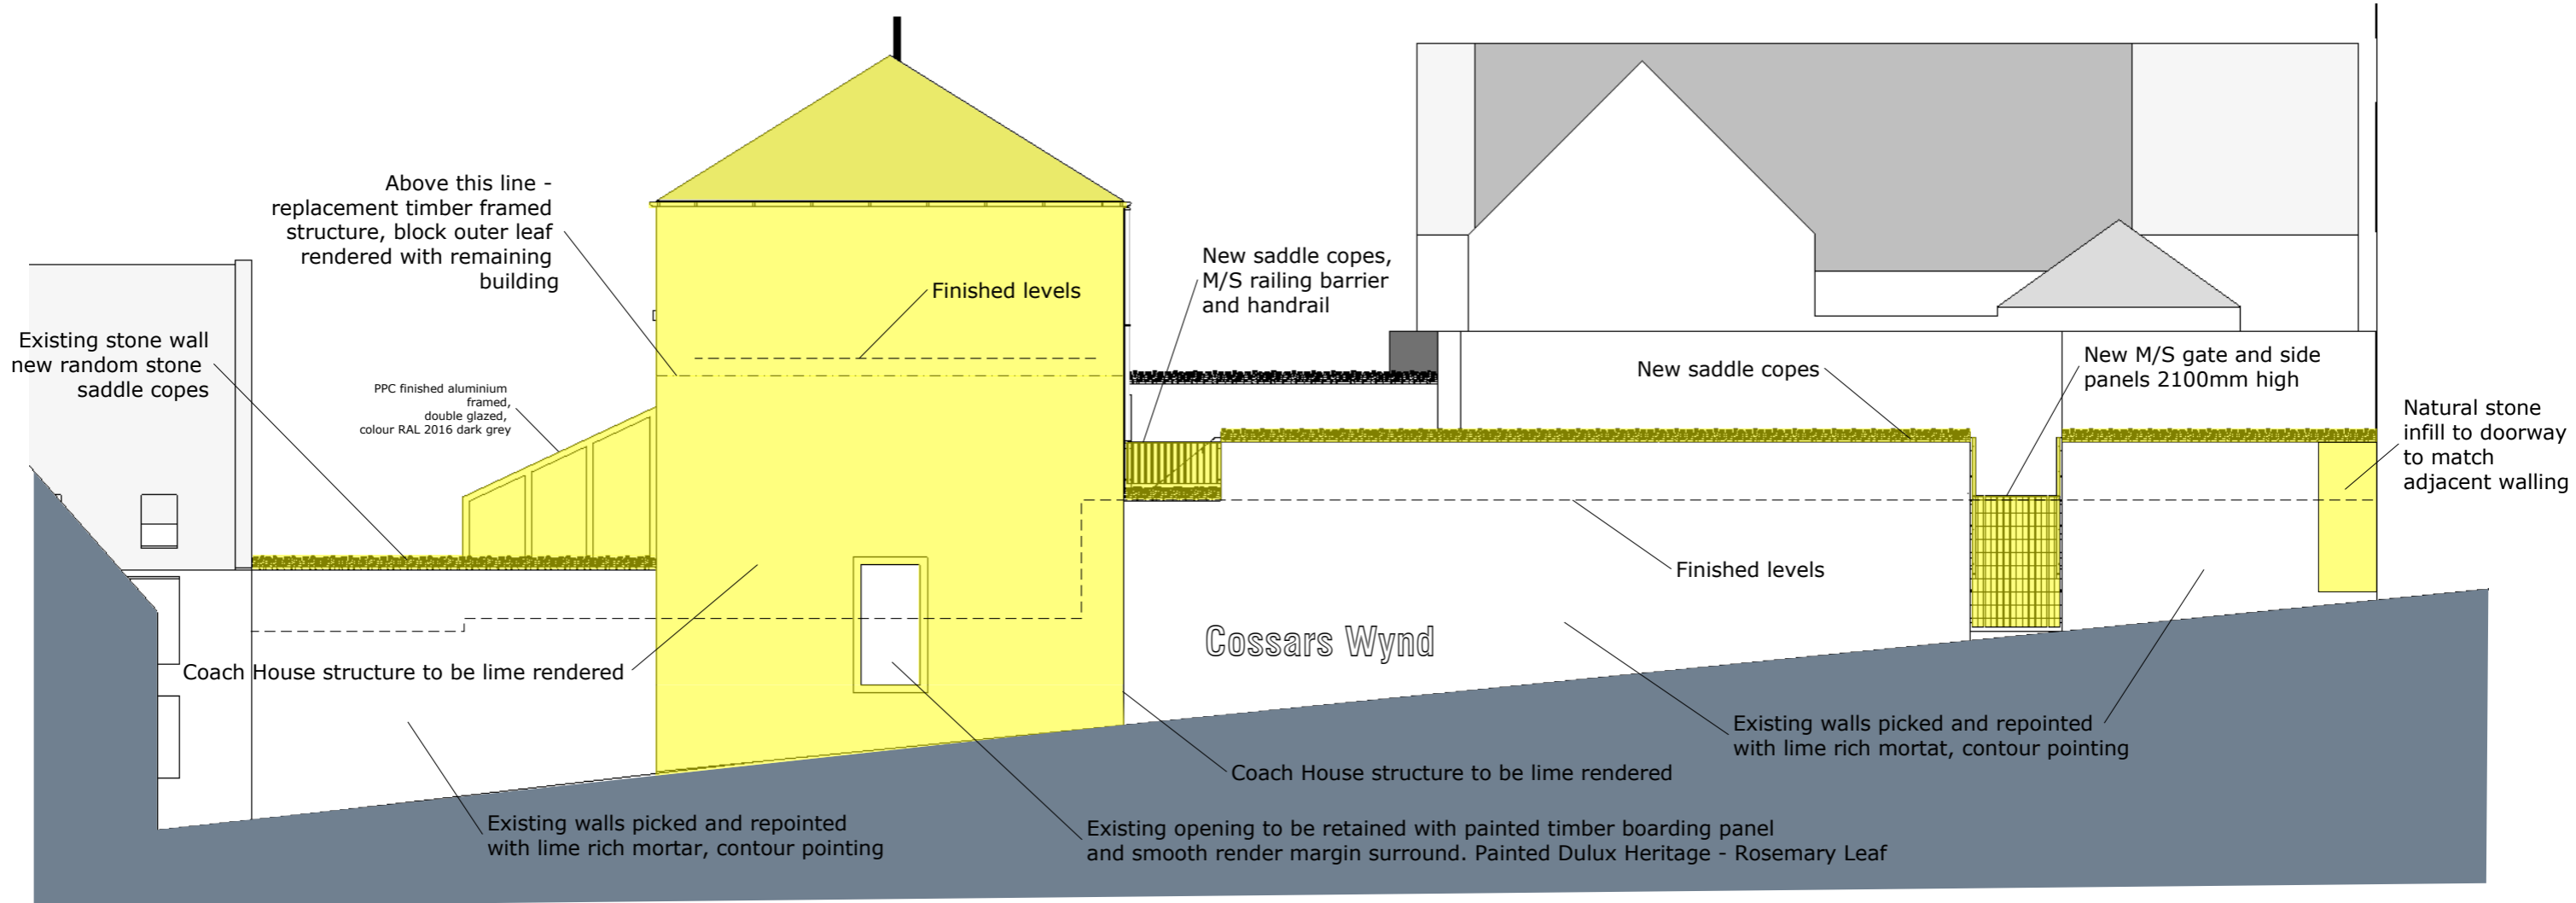 Above this line -
replacement timber framed
structure, block outer leaf
rendered with remaining
building
Finished levels
New saddle copes,
M/S railing barrier
and handrail
Existing stone wall
new random stone
saddle copes
PPC finished aluminium
framed,
double glazed,
colour RAL 2016 dark grey
New saddle copes
New M/S gate and side
panels 2100mm high
Natural stone
infill to doorway
to match
adjacent walling
Finished levels
Cossars Wynd
Coach House structure to be lime rendered
Existing walls picked and repointed
with lime rich mortat, contour pointing
Coach House structure to be lime rendered
Existing walls picked and repointed
with lime rich mortar, contour pointing
Existing opening to be retained with painted timber boarding panel
and smooth render margin surround. Painted Dulux Heritage - Rosemary Leaf